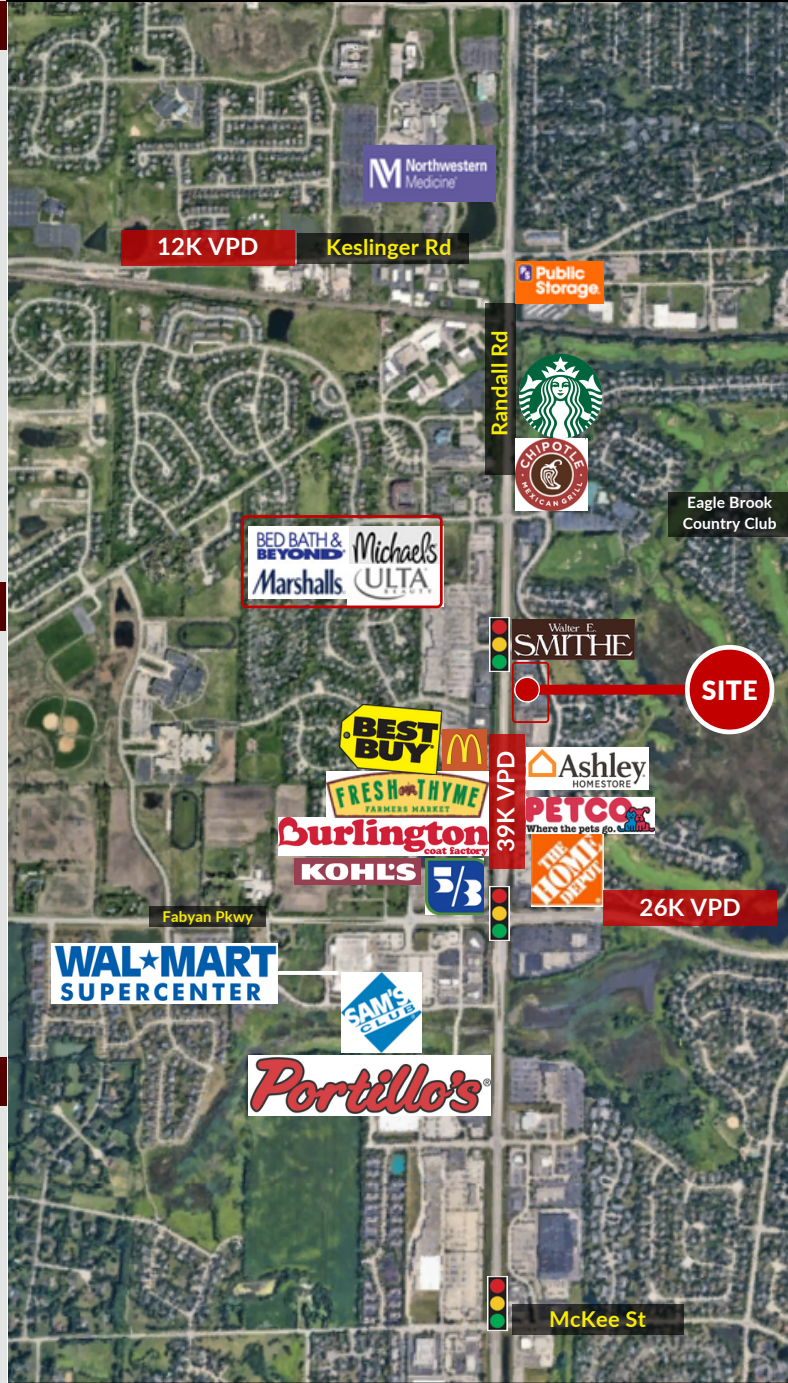 Northwestern
Medicine
12K VPD
Keslinger Rd
Public
Storage
Randall Rd
CHIPOTLE
MEXICAN GRILL
Eagle Brook
Country Club
BED BATH &
BEYOND
Michaels
Marshalls
ULTA
BEAUTY
Walter E.
SMITHE
SITE
BEST
BUY
39K VPD
Ashley
HOMESTORE
FRESH THYME
FARMERS MARKET
PETCO
Where the pets go.
Burlington
coat factory
THE
HOME
DEPOT
KOHL'S
5/3
26K VPD
Fabyan Pkwy
WAL★MART
SUPERCENTER
SAM'S
CLUB
Portillo's®
McKee St